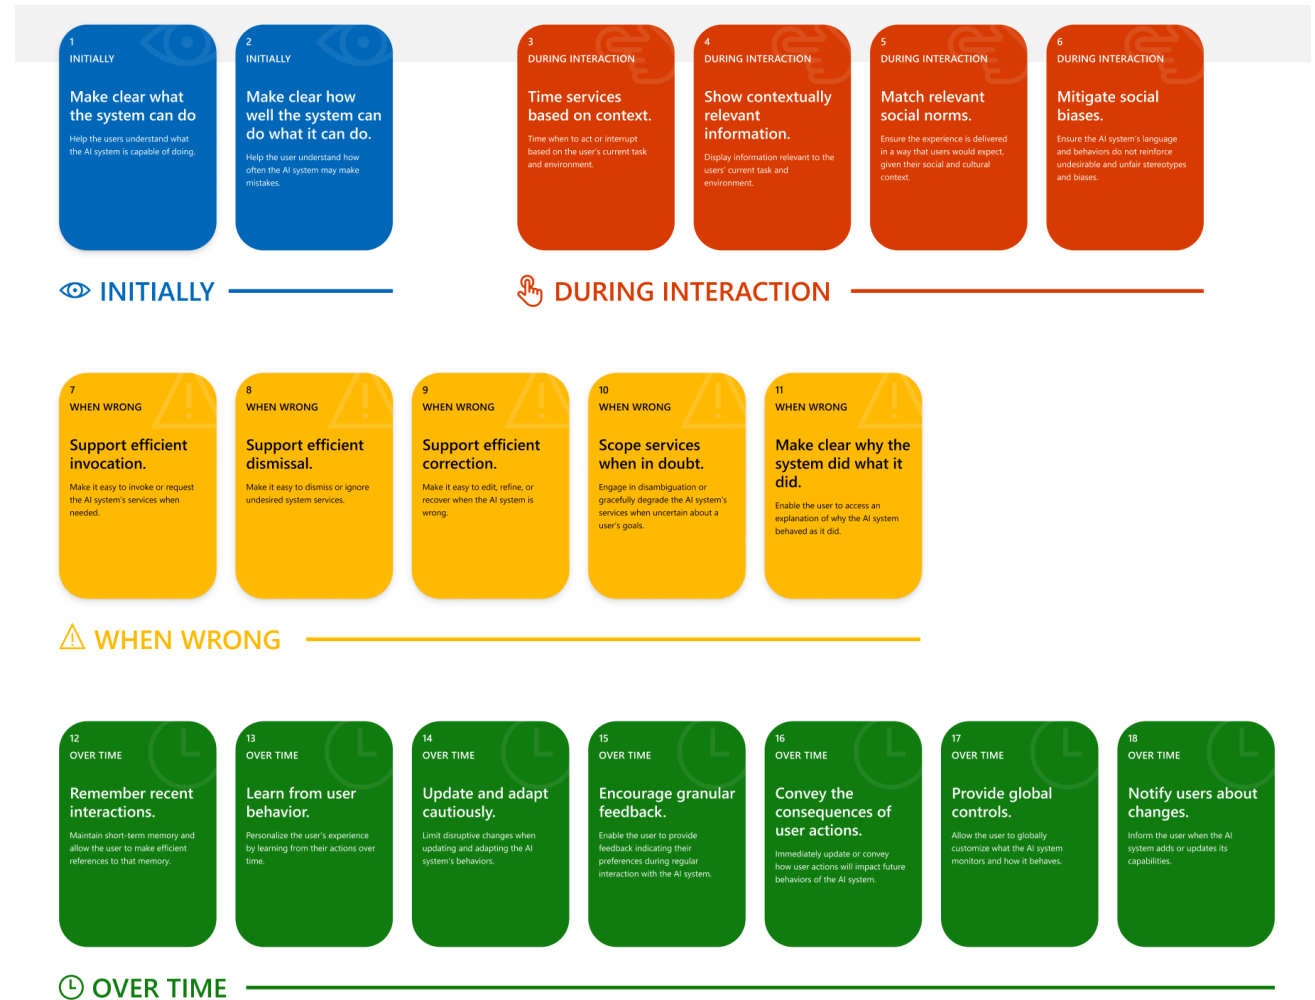 1
INITIALLY
Make clear what
the system can do
Help the users understand what
the AI system is capable of doing.
2
INITIALLY
Make clear how
well the system can
do what it can do.
Help the user understand how
often the AI system may make
mistakes.
3
DURING INTERACTION
Time services
based on context.
Time when to act or interrupt
based on the user's current task
and environment.
4
DURING INTERACTION
Show contextually
relevant
information.
Display information relevant to the
users' current task and
environment.
5
DURING INTERACTION
Match relevant
social norms.
Ensure the experience is delivered
in a way that users would expect,
given their social and cultural
context.
6
DURING INTERACTION
Mitigate social
biases.
Ensure the AI system's language
and behaviors do not reinforce
undesirable and unfair stereotypes
and biases.
INITIALLY
DURING INTERACTION
7
WHEN WRONG
Support efficient
invocation.
Make it easy to invoke or request
the AI system's services when
needed.
8
WHEN WRONG
Support efficient
dismissal.
Make it easy to dismiss or ignore
undesired system services.
9
WHEN WRONG
Support efficient
correction.
Make it easy to edit, refine, or
recover when the AI system is
wrong.
10
WHEN WRONG
Scope services
when in doubt.
Engage in disambiguation or
gracefully degrade the AI system's
services when uncertain about a
user's goals.
11
WHEN WRONG
Make clear why the
system did what it
did.
Enable the user to access an
explanation of why the AI system
behaved as it did.
WHEN WRONG
12
OVER TIME
Remember recent
interactions.
Maintain short-term memory and
allow the user to make efficient
references to that memory.
13
OVER TIME
Learn from user
behavior.
Personalize the user's experience
by learning from their actions over
time.
14
OVER TIME
Update and adapt
cautiously.
Limit disruptive changes when
updating and adapting the AI
system's behaviors.
15
OVER TIME
Encourage granular
feedback.
Enable the user to provide
feedback indicating their
preferences during regular
interaction with the AI system.
16
OVER TIME
Convey the
consequences of
user actions.
Immediately update or convey
how user actions will impact future
behaviors of the AI system.
17
OVER TIME
Provide global
controls.
Allow the user to globally
customize what the AI system
monitors and how it behaves.
18
OVER TIME
Notify users about
changes.
Inform the user when the AI
system adds or updates its
capabilities.
OVER TIME